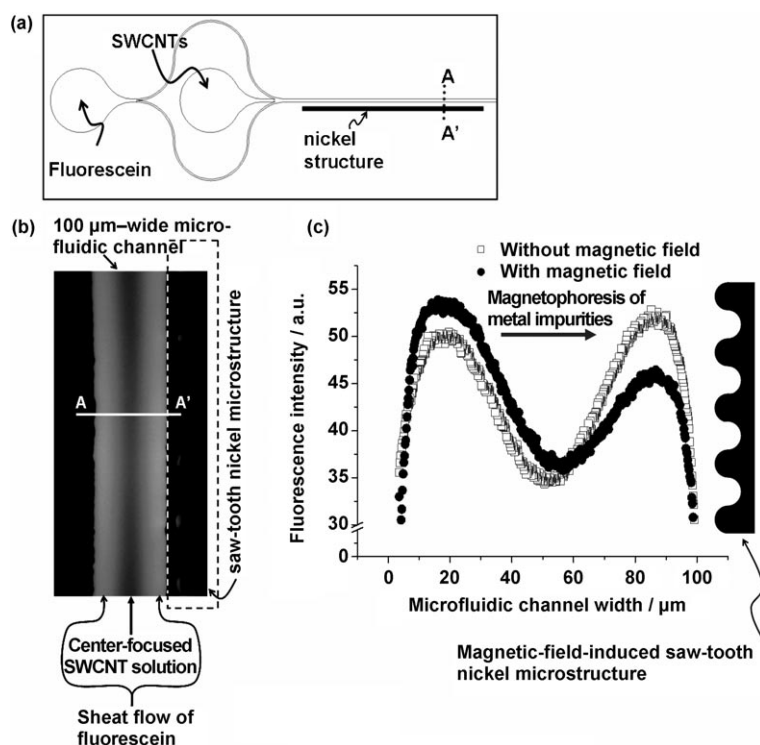 (a)
SWCNTs
A
A'
nickel
structure
Fluorescein
(b)
100 µm–wide micro-
fluidic channel
A
A'
saw-tooth nickel microstructure
Center-focused
SWCNT solution
Sheat flow of
fluorescein
(c)
Without magnetic field
With magnetic field
Magnetophoresis of
metal impurities
Fluorescence intensity / a.u.
55
50
45
40
35
30
0
0 20 40 60 80 100
Microfluidic channel width / µm
Magnetic-field-induced saw-tooth
nickel microstructure